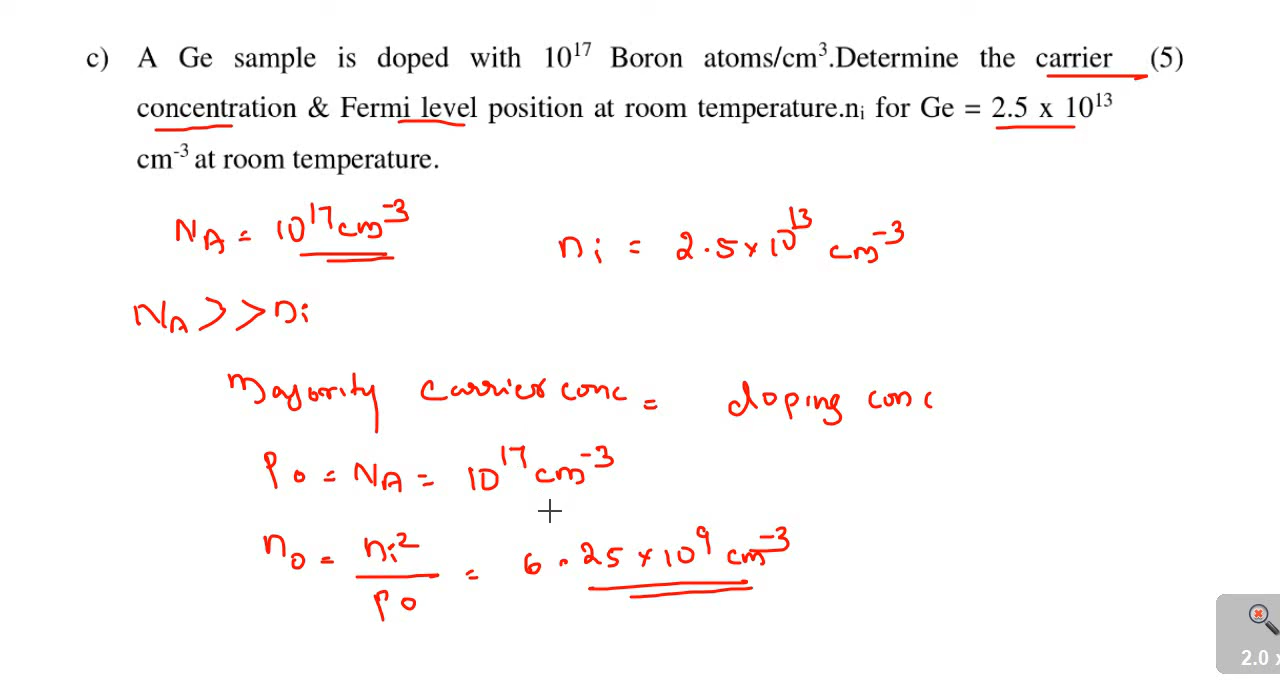 c) A Ge sample is doped with 10¹⁷ Boron atoms/cm³.Determine the carrier (5)
concentration & Fermi level position at room temperature.nᵢ for Ge = 2.5 x 10¹³
cm⁻³ at room temperature.
N_A = 10¹⁷ cm⁻³ nᵢ = 2.5 x 10¹³ cm⁻³
N_A >> nᵢ
Majority carrier conc = doping conc
P₀ = N_A = 10¹⁷ cm⁻³
n₀ = nᵢ² / P₀ = 6.25 x 10⁹ cm⁻³
2.0 x